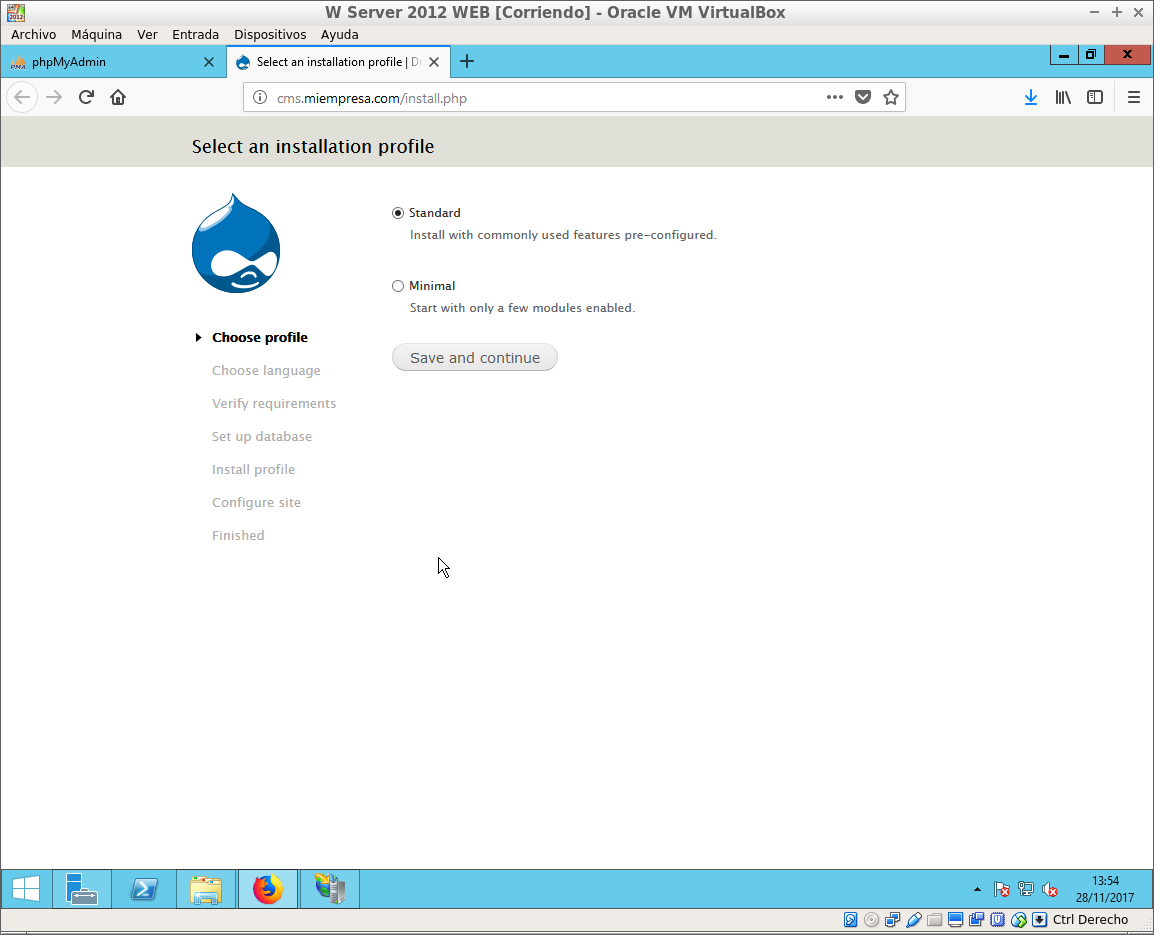 W Server 2012 WEB [Corriendo] - Oracle VM VirtualBox
Archivo Máquina Ver Entrada Dispositivos Ayuda
phpMyAdmin
Select an installation profile | Dr
cms.miempresa.com/install.php
Select an installation profile
Standard
Install with commonly used features pre-configured.
Minimal
Start with only a few modules enabled.
Save and continue
Choose profile
Choose language
Verify requirements
Set up database
Install profile
Configure site
Finished
13:54
28/11/2017
Ctrl Derecho